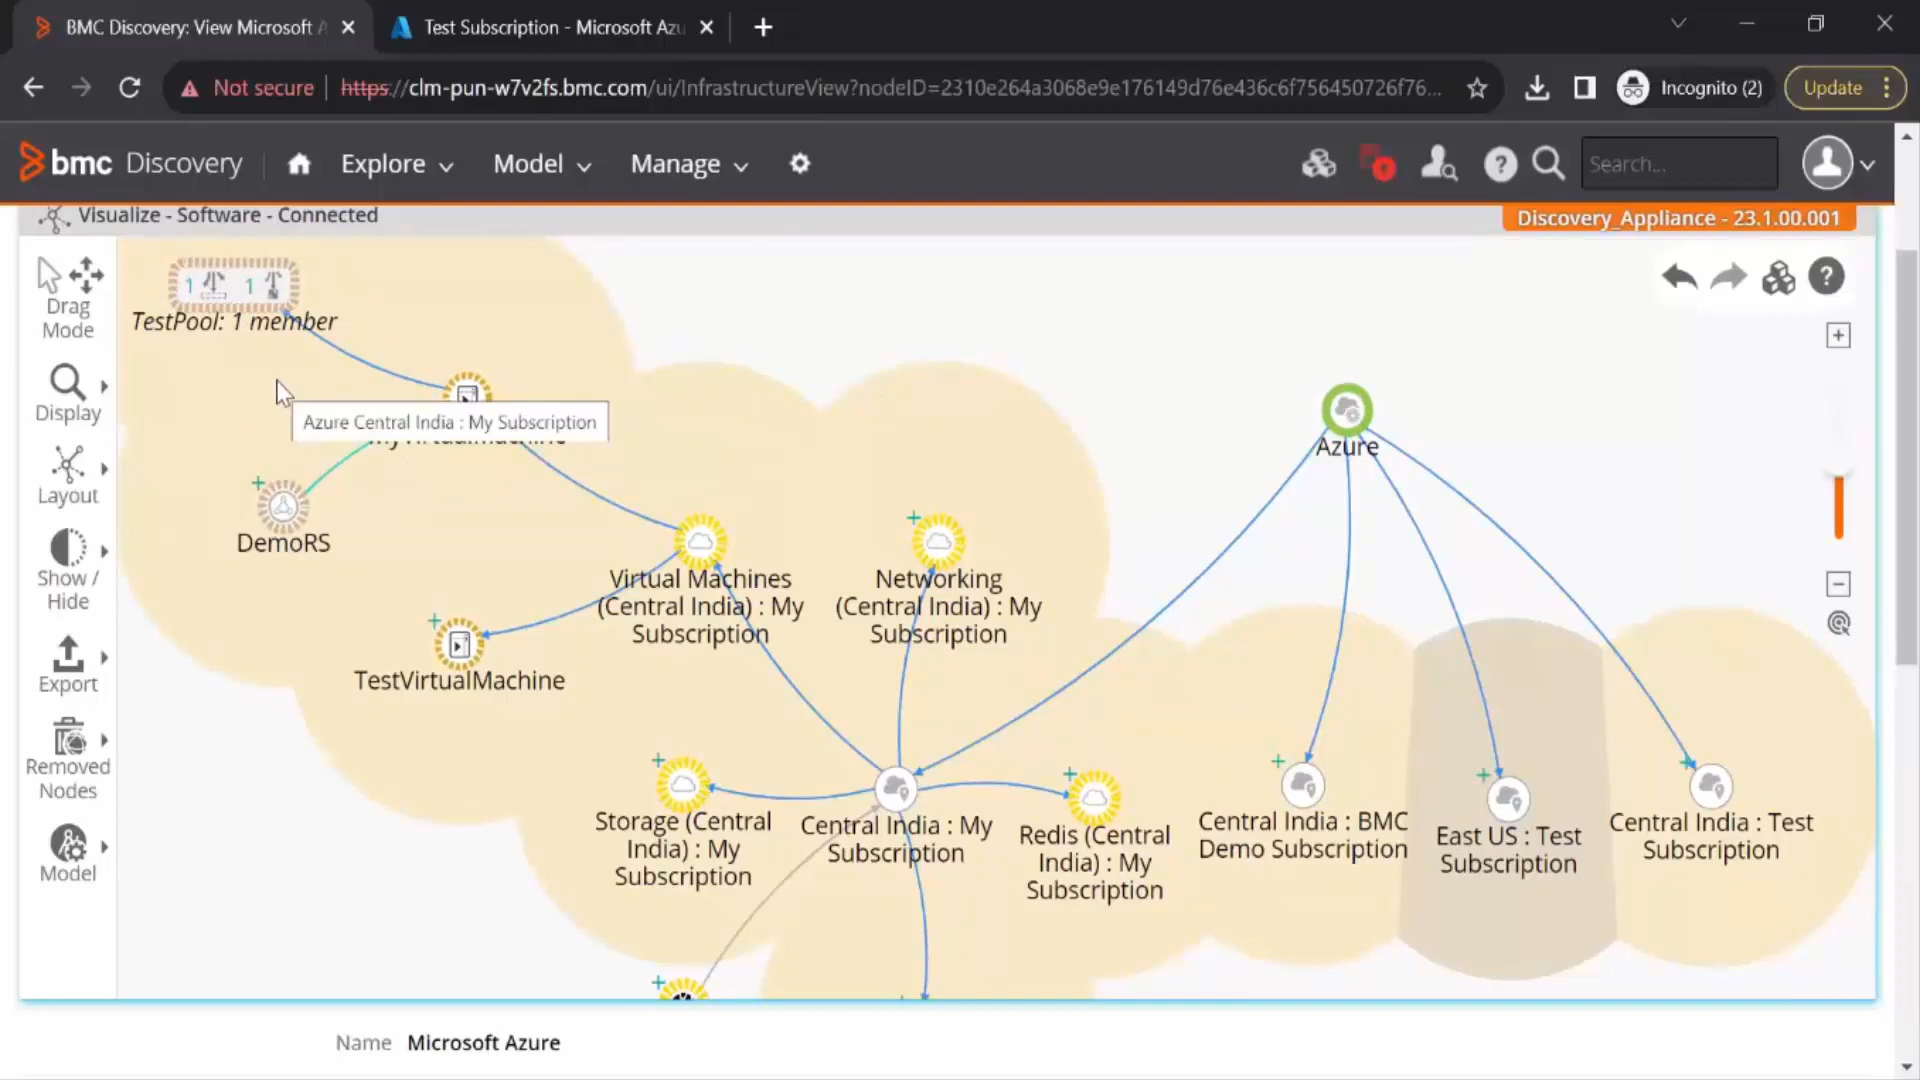 BMC Discovery: View Microsoft A
Test Subscription - Microsoft Azu
Not secure
https://clm-pun-w7v2fs.bmc.com/ui/InfrastructureView?nodeID=2310e264a3068e9e176149d76e436c6f756450726f76...
Incognito (2)
Update
bmc Discovery
Explore
Model
Manage
Search...
Visualize - Software - Connected
Discovery_Appliance - 23.1.00.001
Drag
Mode
Display
Layout
Show /
Hide
Export
Removed
Nodes
Model
1 1
TestPool: 1 member
Azure Central India : My Subscription
MyVirtualMachine
DemoRS
TestVirtualMachine
Virtual Machines
(Central India) : My
Subscription
Networking
(Central India) : My
Subscription
Azure
Storage (Central
India) : My
Subscription
Central India : My
Subscription
Redis (Central
India) : My
Subscription
Central India : BMC
Demo Subscription
East US : Test
Subscription
Central India : Test
Subscription
Name Microsoft Azure